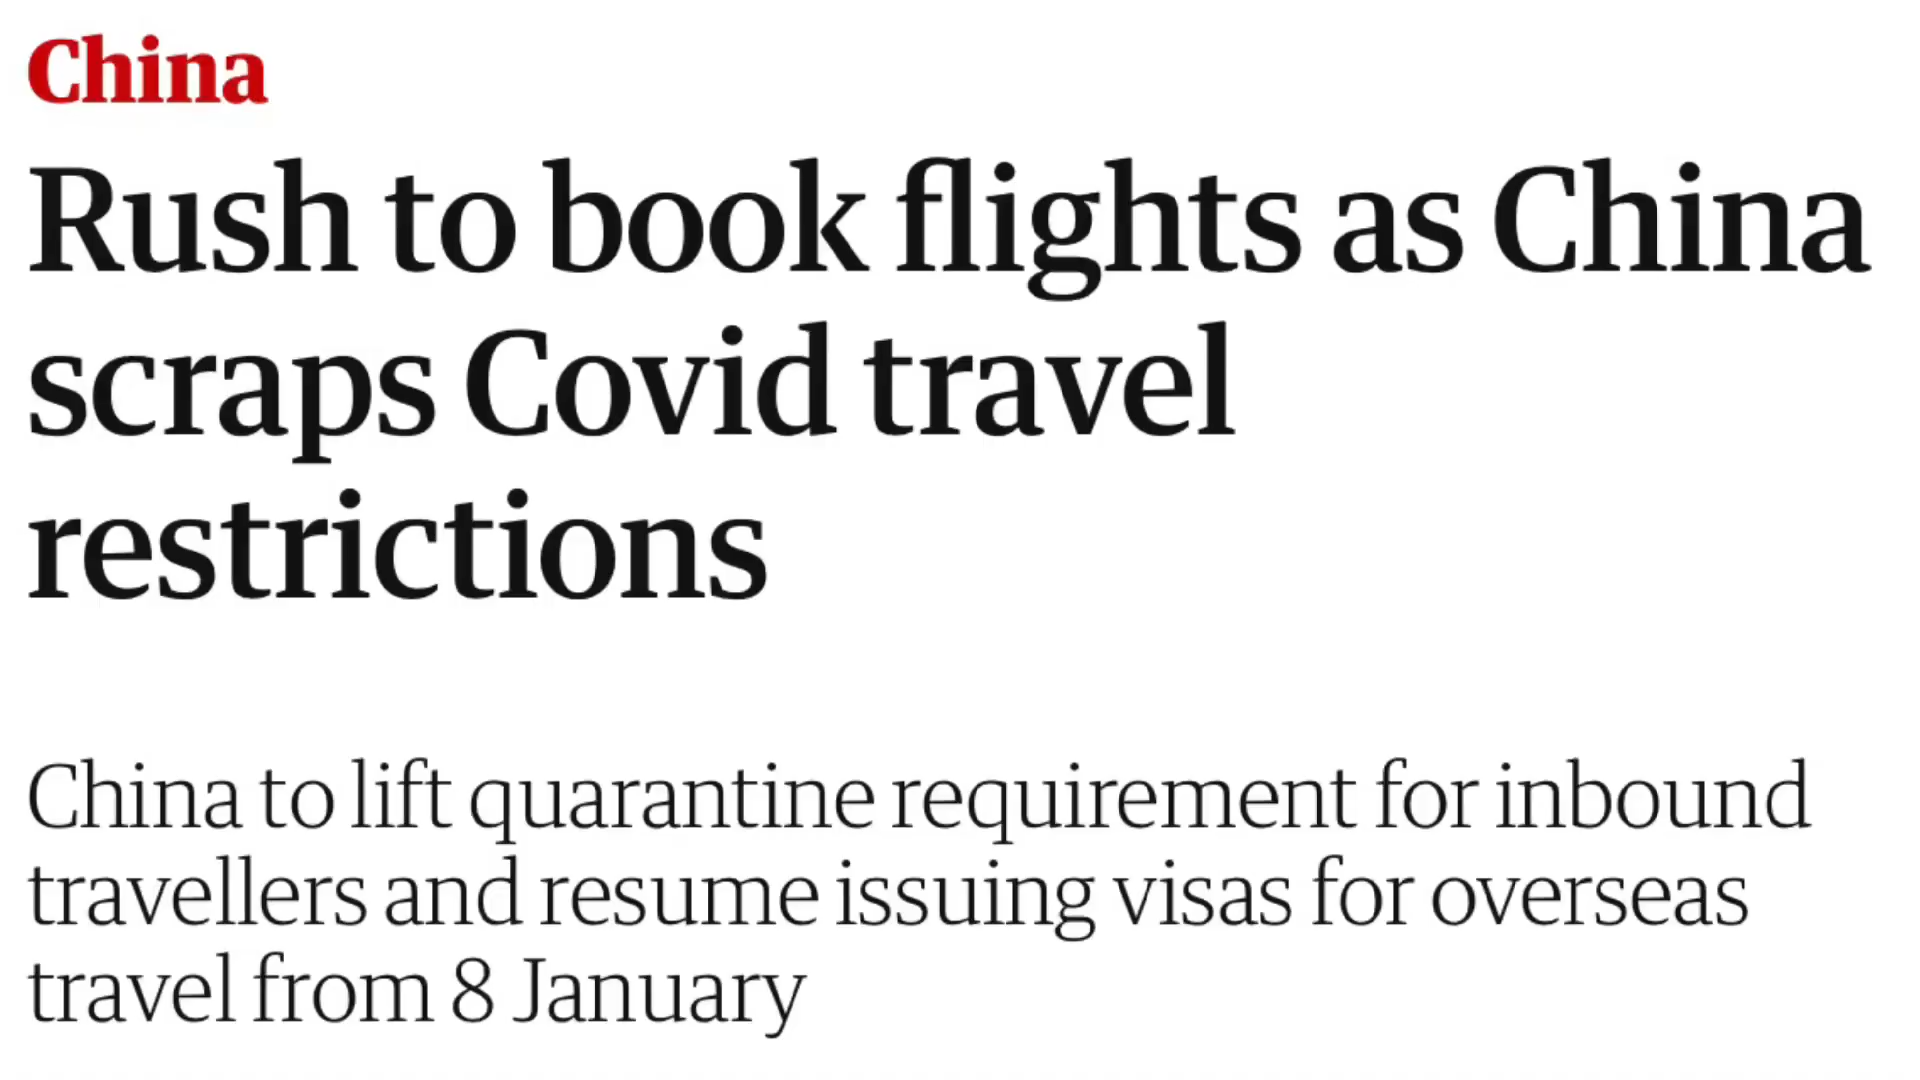 China
Rush to book flights as China
scraps Covid travel
restrictions
China to lift quarantine requirement for inbound
travellers and resume issuing visas for overseas
travel from 8 January